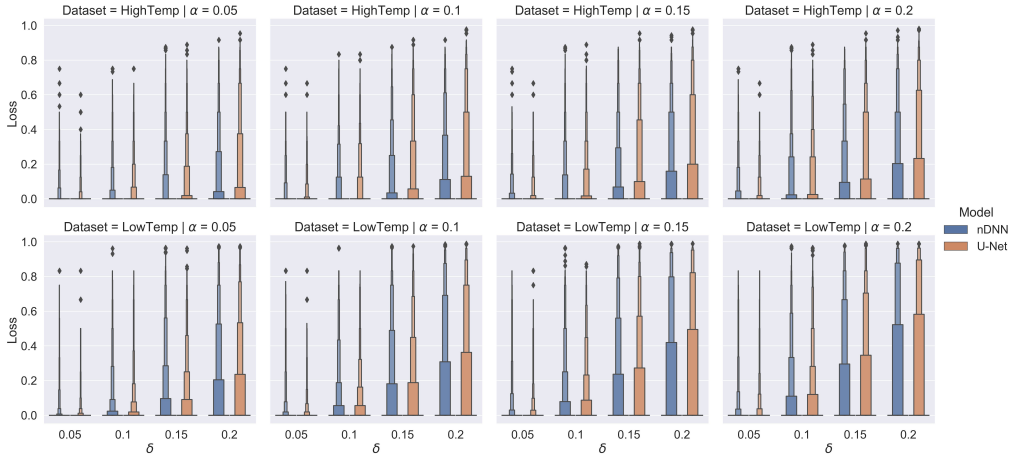 Dataset = HighTemp | α = 0.05
Dataset = HighTemp | α = 0.1
Dataset = HighTemp | α = 0.15
Dataset = HighTemp | α = 0.2
1.0
0.8
0.6
0.4
0.2
0.0
Loss
Dataset = LowTemp | α = 0.05
Dataset = LowTemp | α = 0.1
Dataset = LowTemp | α = 0.15
Dataset = LowTemp | α = 0.2
1.0
0.8
0.6
0.4
0.2
0.0
Loss
0.05 0.1 0.15 0.2
δ
0.05 0.1 0.15 0.2
δ
0.05 0.1 0.15 0.2
δ
0.05 0.1 0.15 0.2
δ
Model
nDNN
U-Net